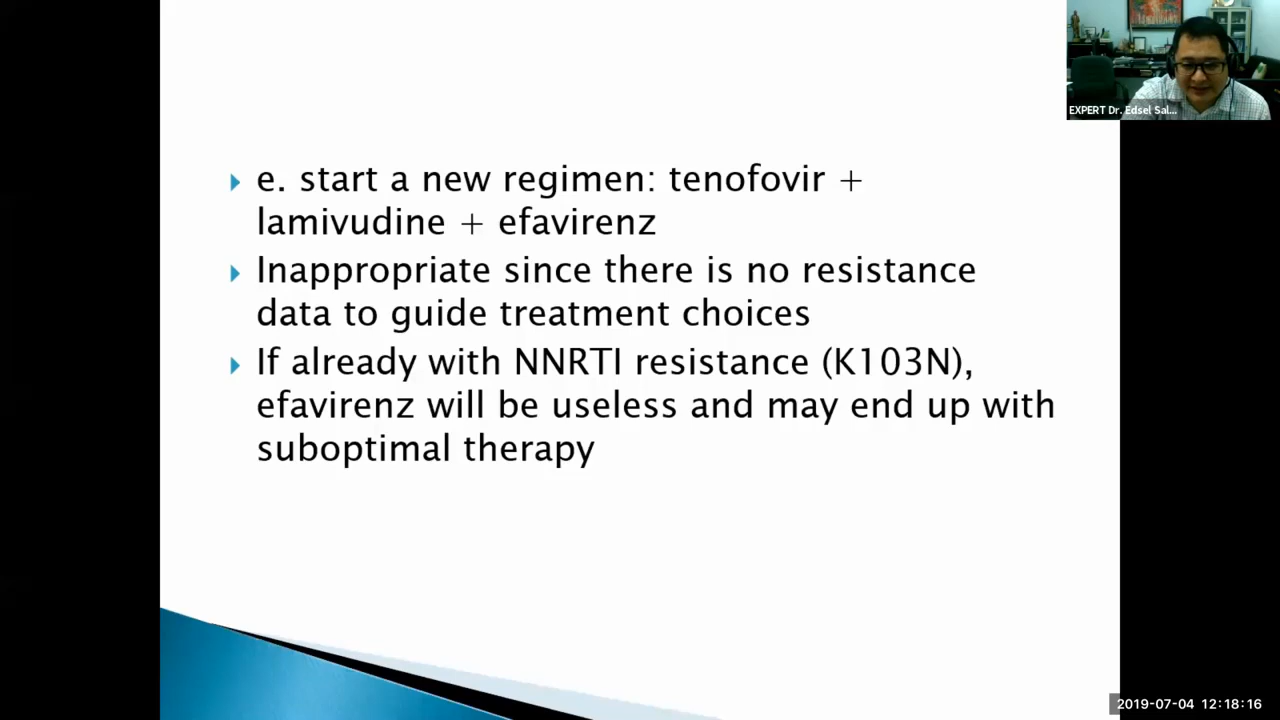 EXPERT Dr. Edsel Sal...
e. start a new regimen: tenofovir +
lamivudine + efavirenz
Inappropriate since there is no resistance
data to guide treatment choices
If already with NNRTI resistance (K103N),
efavirenz will be useless and may end up with
suboptimal therapy
2019-07-04 12:18:16